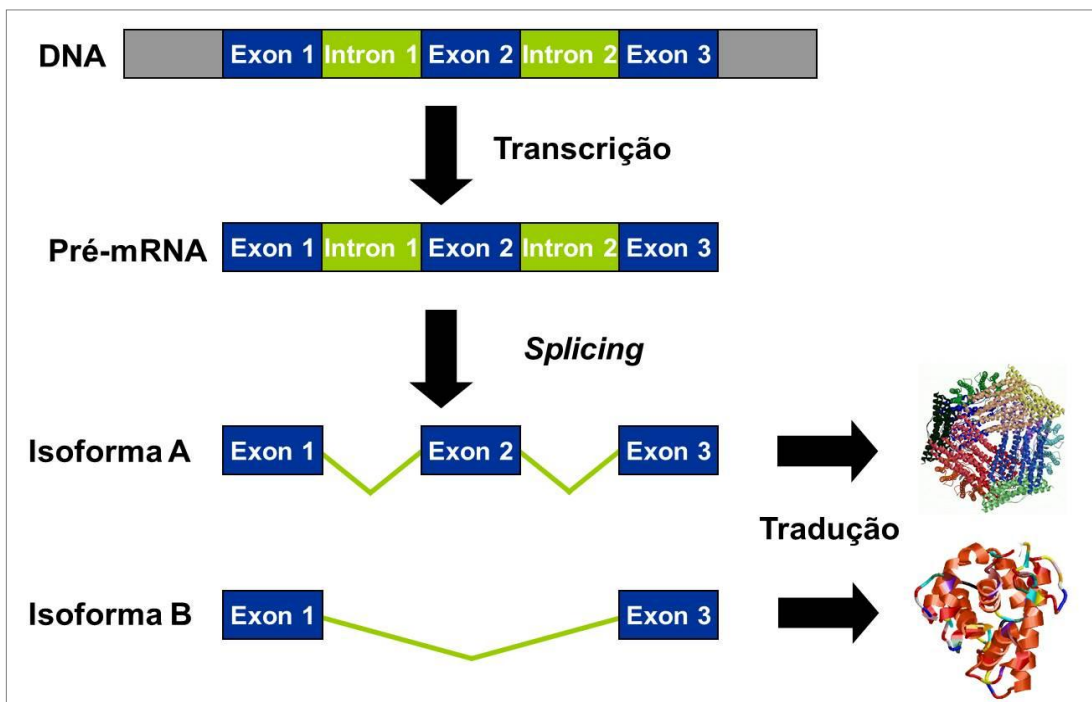 DNA Exon 1 Intron 1 Exon 2 Intron 2 Exon 3
Transcrição
Pré-mRNA Exon 1 Intron 1 Exon 2 Intron 2 Exon 3
Splicing
Isoforma A Exon 1 Exon 2 Exon 3
Tradução
Isoforma B Exon 1 Exon 3